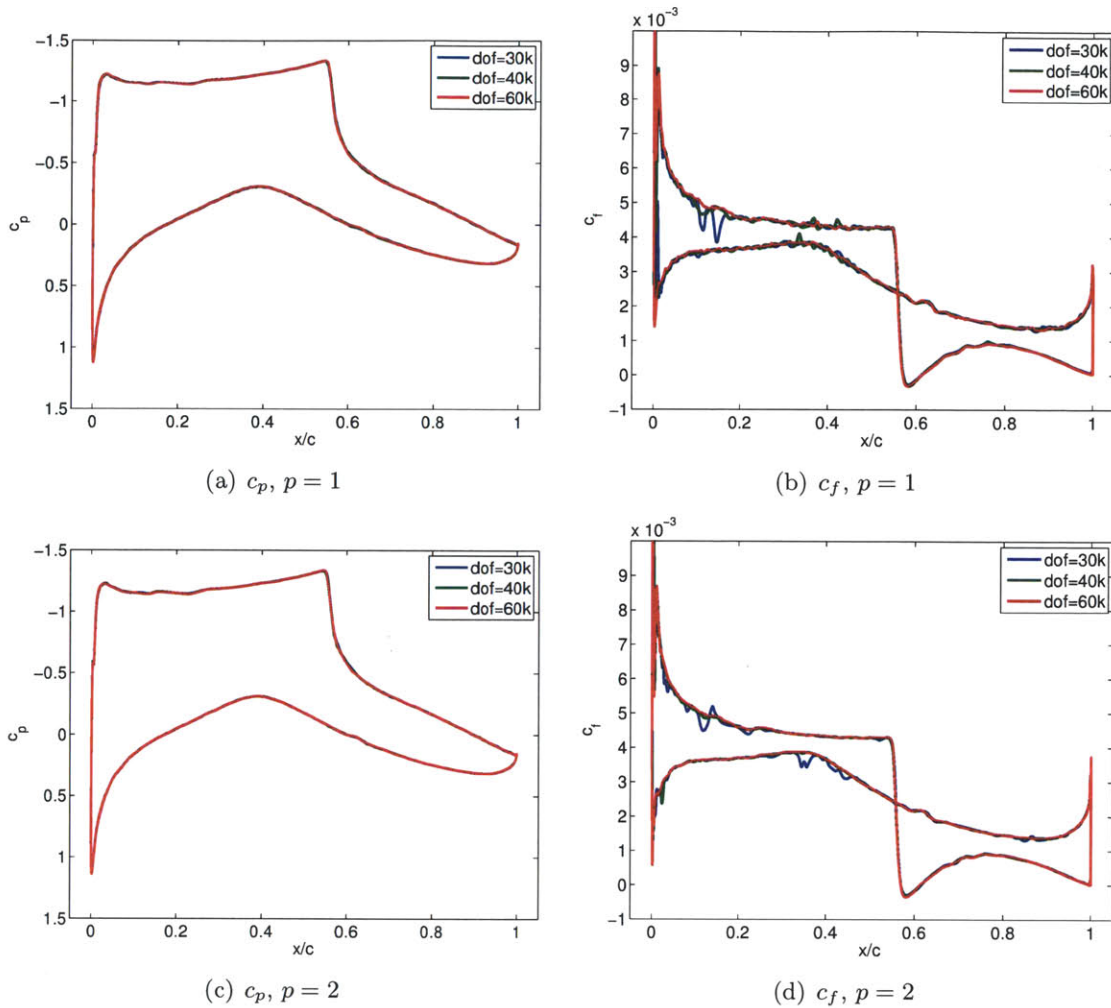 -1.5
-1
-0.5
0
0.5
1
1.5
c_p
0 0.2 0.4 0.6 0.8 1
x/c
dof=30k
dof=40k
dof=60k
(a) c_p, p = 1
x 10^-3
9
8
7
6
5
4
3
2
1
0
-1
c_f
0 0.2 0.4 0.6 0.8 1
x/c
dof=30k
dof=40k
dof=60k
(b) c_f, p = 1
-1.5
-1
-0.5
0
0.5
1
1.5
c_p
0 0.2 0.4 0.6 0.8 1
x/c
dof=30k
dof=40k
dof=60k
(c) c_p, p = 2
x 10^-3
9
8
7
6
5
4
3
2
1
0
-1
c_f
0 0.2 0.4 0.6 0.8 1
x/c
dof=30k
dof=40k
dof=60k
(d) c_f, p = 2